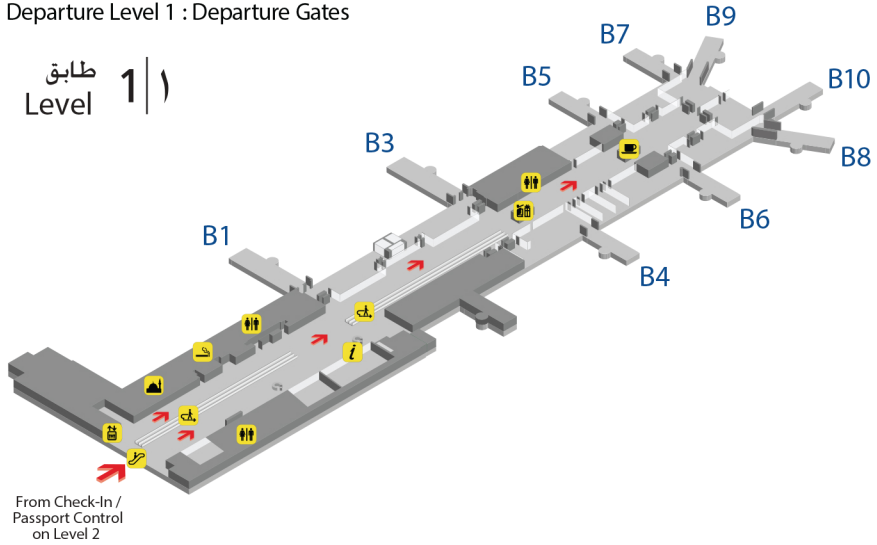 Departure Level 1 : Departure Gates
طابق
Level
1|١
B9
B7
B5
B10
B3
B8
B6
B1
B4
i
From Check-In /
Passport Control
on Level 2